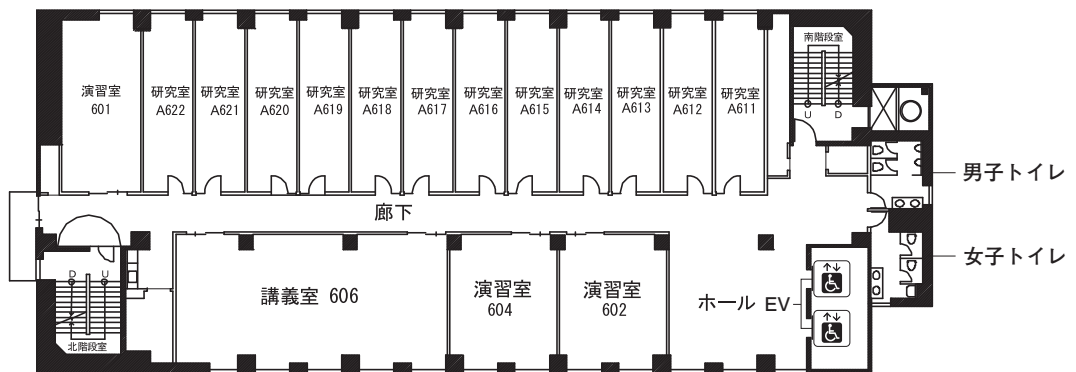 南階段室
U D
演習室
601
研究室
A622
研究室
A621
研究室
A620
研究室
A619
研究室
A618
研究室
A617
研究室
A616
研究室
A615
研究室
A614
研究室
A613
研究室
A612
研究室
A611
男子トイレ
廊下
女子トイレ
D U
北階段室
講義室 606
演習室
604
演習室
602
ホール EV